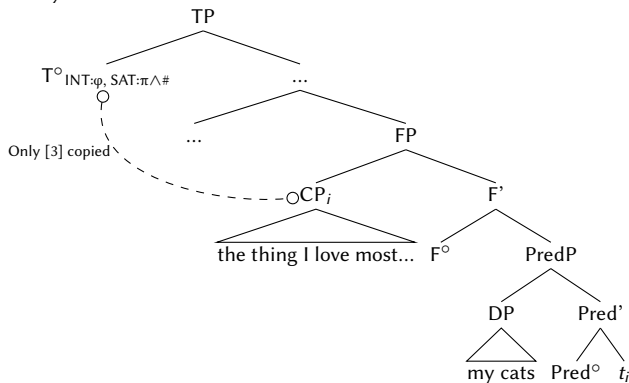 TP
T° INT:φ, SAT:π∧#
...
...
FP
Only [3] copied
CPi
F'
the thing I love most...
F°
PredP
DP
Pred'
my cats
Pred°
ti